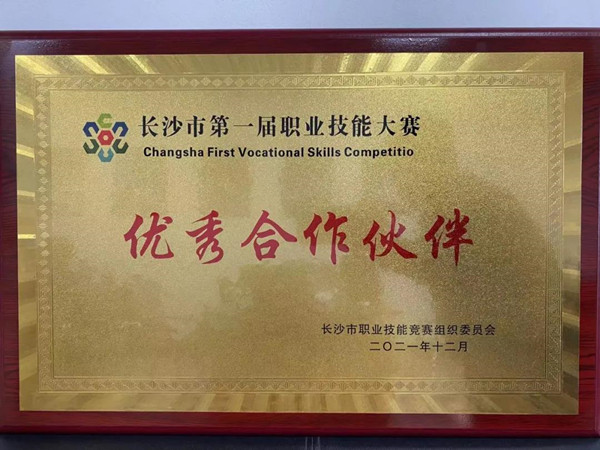 长沙市第一届职业技能大赛
Changsha First Vocational Skills Competitio
优秀合作伙伴
长沙市职业技能竞赛组织委员会
二〇二一年十二月